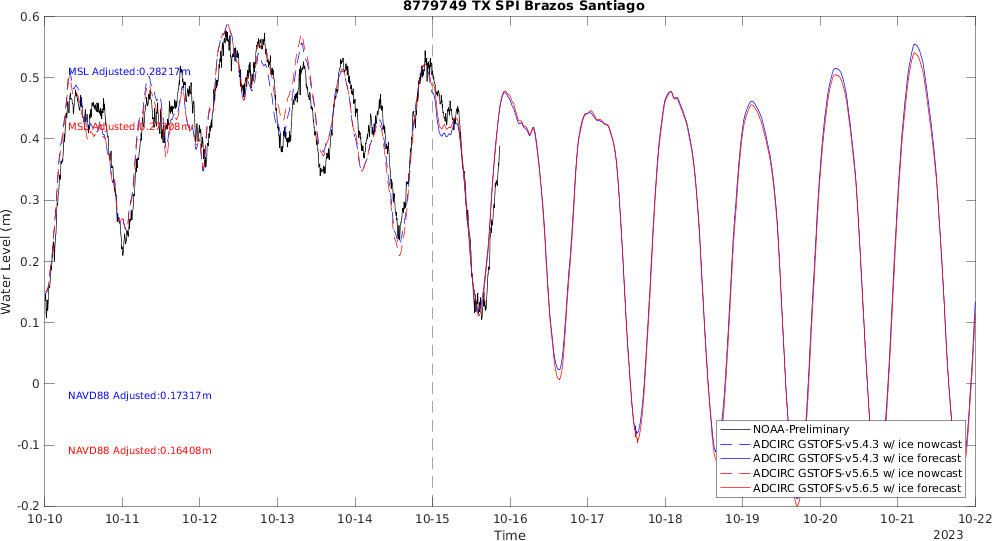 8779749 TX SPI Brazos Santiago
0.6
0.5
0.4
0.3
0.2
0.1
0
-0.1
-0.2
Water Level (m)
MSL Adjusted:0.28217m
MSL Adjusted:
NAVD88 Adjusted:0.17317m
NAVD88 Adjusted:0.16408m
NOAA-Preliminary
ADCIRC GSTOFS-v5.4.3 w/ ice nowcast
ADCIRC GSTOFS-v5.4.3 w/ ice forecast
ADCIRC GSTOFS-v5.6.5 w/ ice nowcast
ADCIRC GSTOFS-v5.6.5 w/ ice forecast
10-10 10-11 10-12 10-13 10-14 10-15 10-16 10-17 10-18 10-19 10-20 10-21 10-22
Time
2023